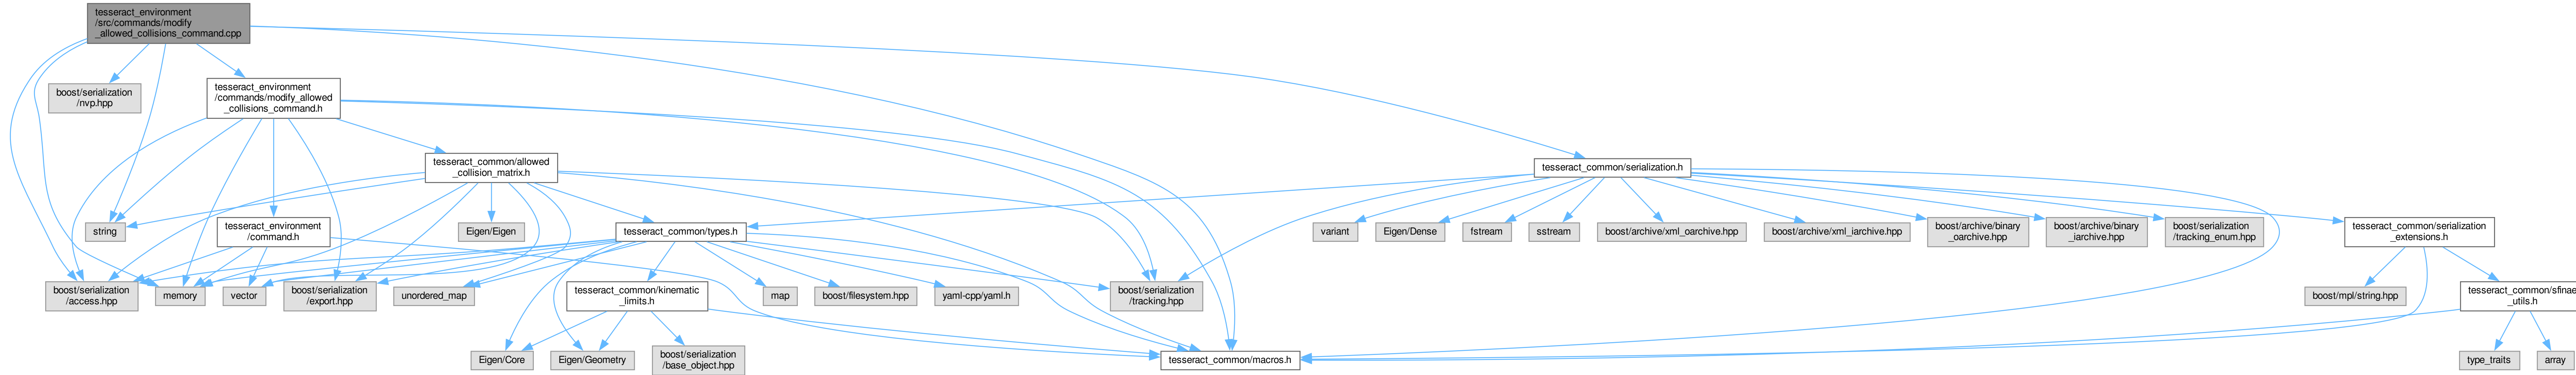 tesseract_environment
/src/commands/modify
_allowed_collisions_command.cpp
boost/serialization
/nvp.hpp
tesseract_environment
/commands/modify_allowed
_collisions_command.h
tesseract_common/allowed
_collision_matrix.h
tesseract_common/serialization.h
string
tesseract_environment
/command.h
Eigen/Eigen
tesseract_common/types.h
variant
Eigen/Dense
fstream
sstream
boost/archive/xml_oarchive.hpp
boost/archive/xml_iarchive.hpp
boost/archive/binary
_oarchive.hpp
boost/archive/binary
_iarchive.hpp
boost/serialization
/tracking_enum.hpp
tesseract_common/serialization
_extensions.h
boost/serialization
/access.hpp
memory
vector
boost/serialization
/export.hpp
unordered_map
tesseract_common/kinematic
_limits.h
map
boost/filesystem.hpp
yaml-cpp/yaml.h
boost/serialization
/tracking.hpp
boost/mpl/string.hpp
tesseract_common/sfinae
_utils.h
Eigen/Core
Eigen/Geometry
boost/serialization
/base_object.hpp
tesseract_common/macros.h
type_traits
array